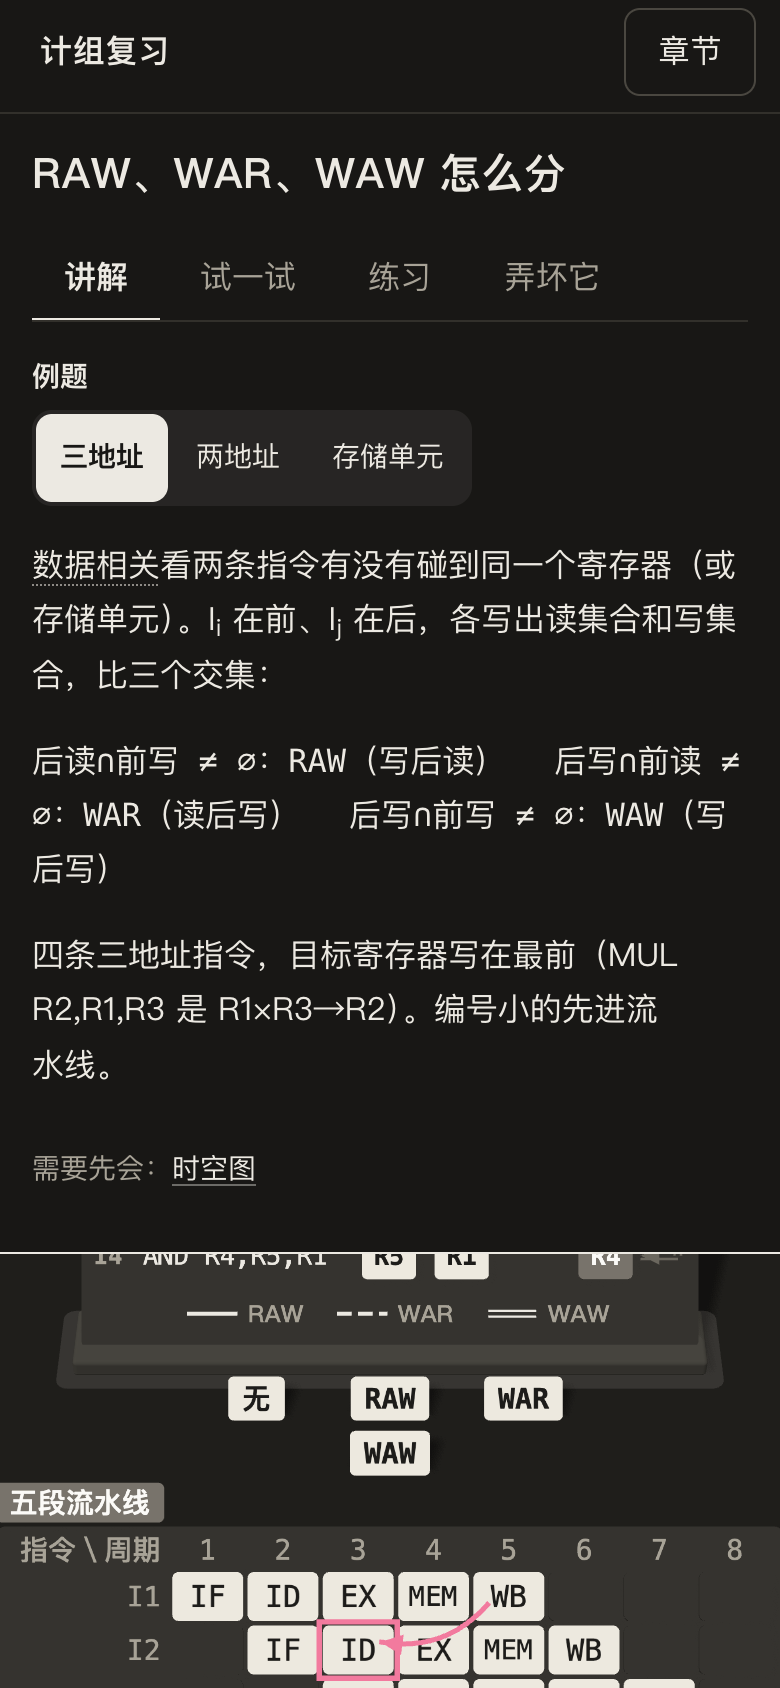 计组复习
章节
RAW、WAR、WAW 怎么分
讲解 试一试 练习 弄坏它
例题
三地址 两地址 存储单元
数据相关看两条指令有没有碰到同一个寄存器（或
存储单元）。Ii 在前、Ij 在后，各写出读集合和写集
合，比三个交集：
后读∩前写 ≠ ∅：RAW（写后读） 后写∩前读 ≠
∅：WAR（读后写） 后写∩前写 ≠ ∅：WAW（写
后写）
四条三地址指令，目标寄存器写在最前（MUL
R2,R1,R3 是 R1×R3→R2）。编号小的先进流
水线。
需要先会：时空图
I4 AND R4,R5,R1 R5 R1 R4
RAW WAR WAW
无 RAW WAR
WAW
五段流水线
指令 \ 周期 1 2 3 4 5 6 7 8
I1 IF ID EX MEM WB
I2 IF ID EX MEM WB